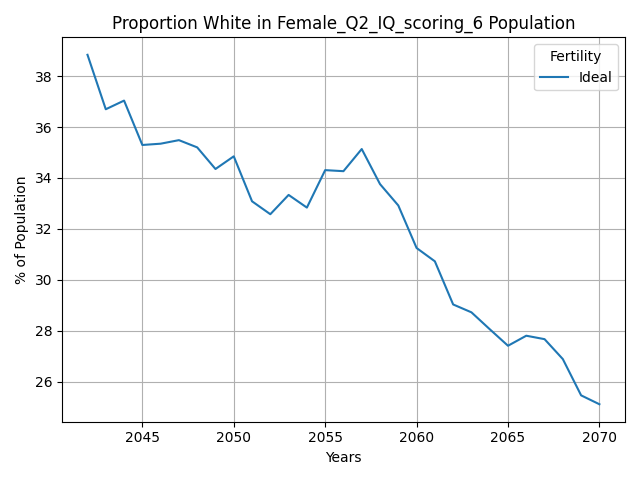 Proportion White in Female_Q2_IQ_scoring_6 Population
Fertility
Ideal
% of Population
38
36
34
32
30
28
26
2045 2050 2055 2060 2065 2070
Years